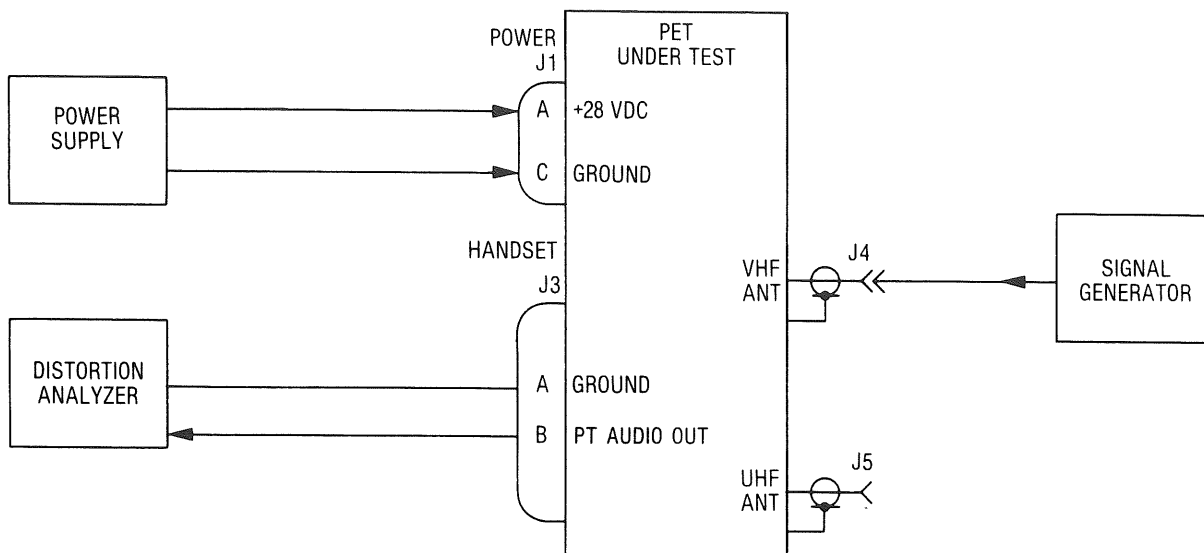 POWER
J1
PET
UNDER TEST
POWER
SUPPLY
A +28 VDC
C GROUND
HANDSET
J3
VHF
ANT
J4
SIGNAL
GENERATOR
DISTORTION
ANALYZER
A GROUND
B PT AUDIO OUT
UHF
ANT
J5